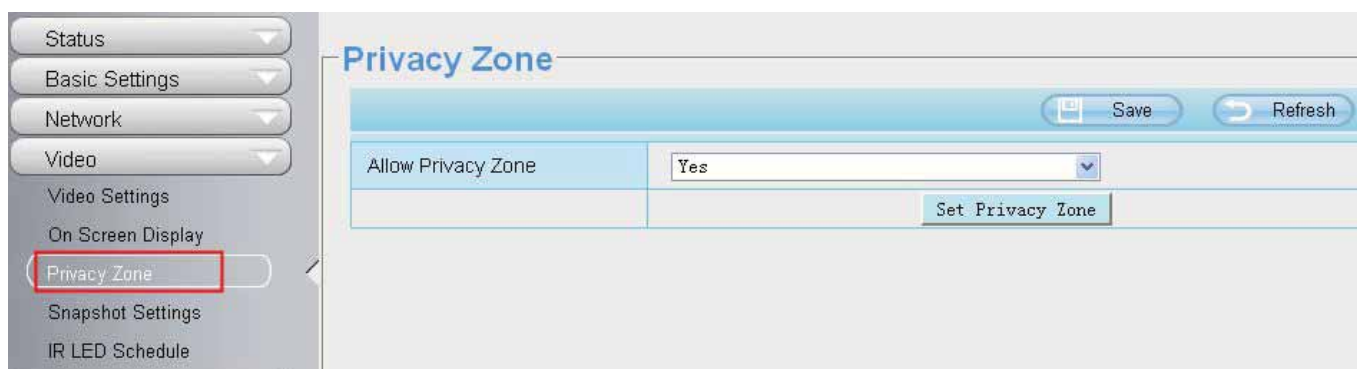 Status
Basic Settings
Network
Video
Video Settings
On Screen Display
Privacy Zone
Snapshot Settings
IR LED Schedule
Privacy Zone
Save
Refresh
Allow Privacy Zone
Yes
Set Privacy Zone